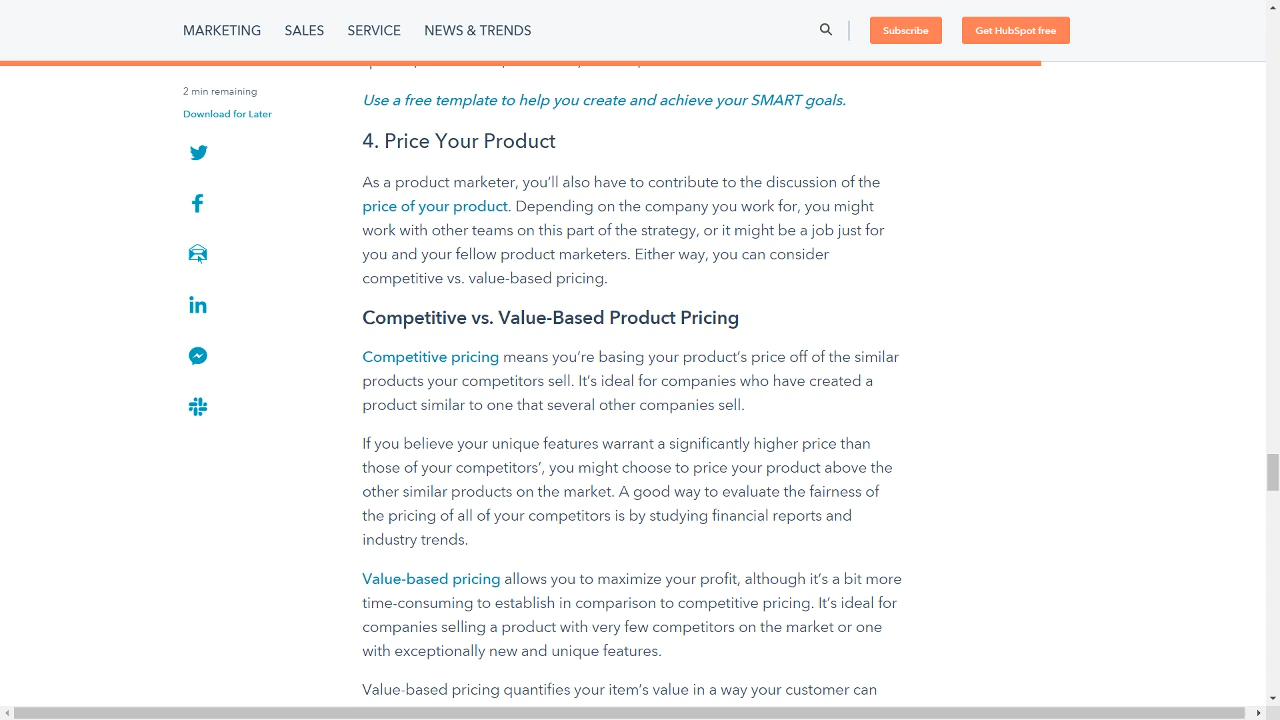 MARKETING SALES SERVICE NEWS & TRENDS Subscribe Get HubSpot free
2 min remaining
Download for Later
Use a free template to help you create and achieve your SMART goals.
4. Price Your Product
As a product marketer, you’ll also have to contribute to the discussion of the
price of your product. Depending on the company you work for, you might
work with other teams on this part of the strategy, or it might be a job just for
you and your fellow product marketers. Either way, you can consider
competitive vs. value-based pricing.
Competitive vs. Value-Based Product Pricing
Competitive pricing means you’re basing your product’s price off of the similar
products your competitors sell. It’s ideal for companies who have created a
product similar to one that several other companies sell.
If you believe your unique features warrant a significantly higher price than
those of your competitors’, you might choose to price your product above the
other similar products on the market. A good way to evaluate the fairness of
the pricing of all of your competitors is by studying financial reports and
industry trends.
Value-based pricing allows you to maximize your profit, although it’s a bit more
time-consuming to establish in comparison to competitive pricing. It’s ideal for
companies selling a product with very few competitors on the market or one
with exceptionally new and unique features.
Value-based pricing quantifies your item’s value in a way your customer can